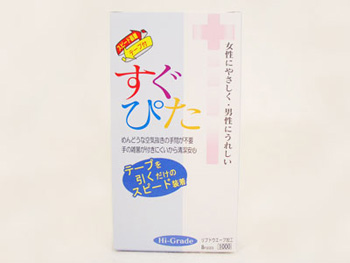 スピード装着
テープ付
すぐ
ぴた
女性にやさしく・男性にうれしい
めんどうな空気抜きの手間が不要
手の雑菌が付きにくいから清潔安心
テープを
引くだけの
スピード装着
Hi-Grade
1000